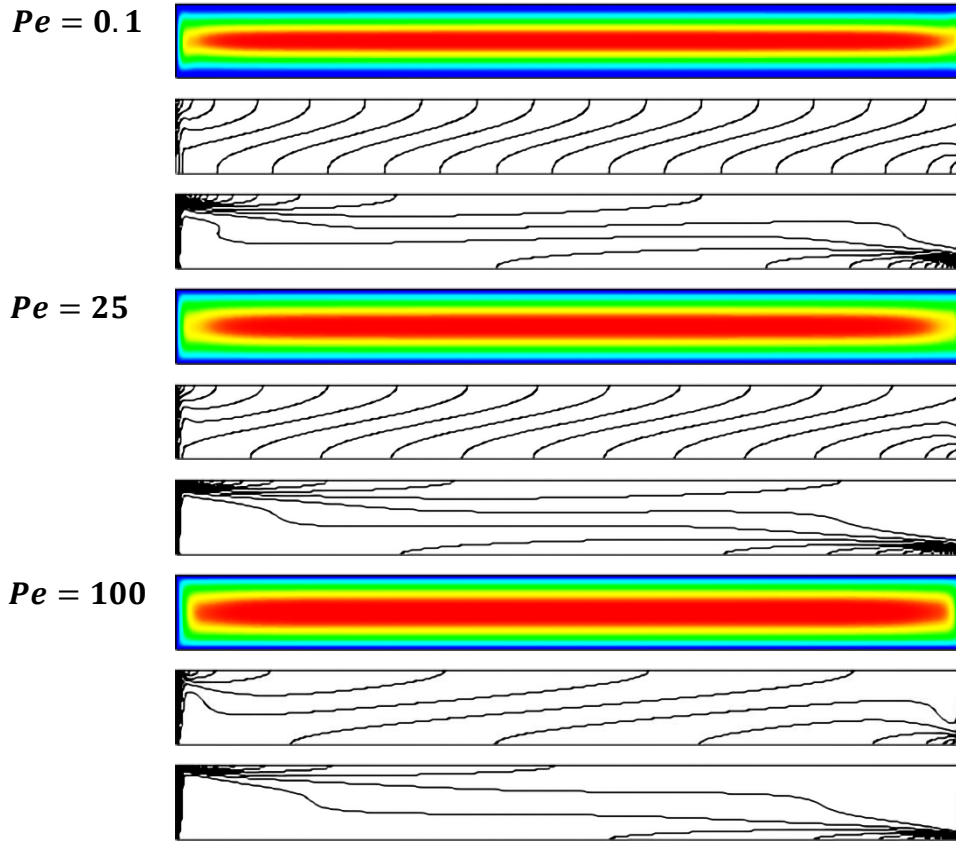 Pe = 0.1
Pe = 25
Pe = 100